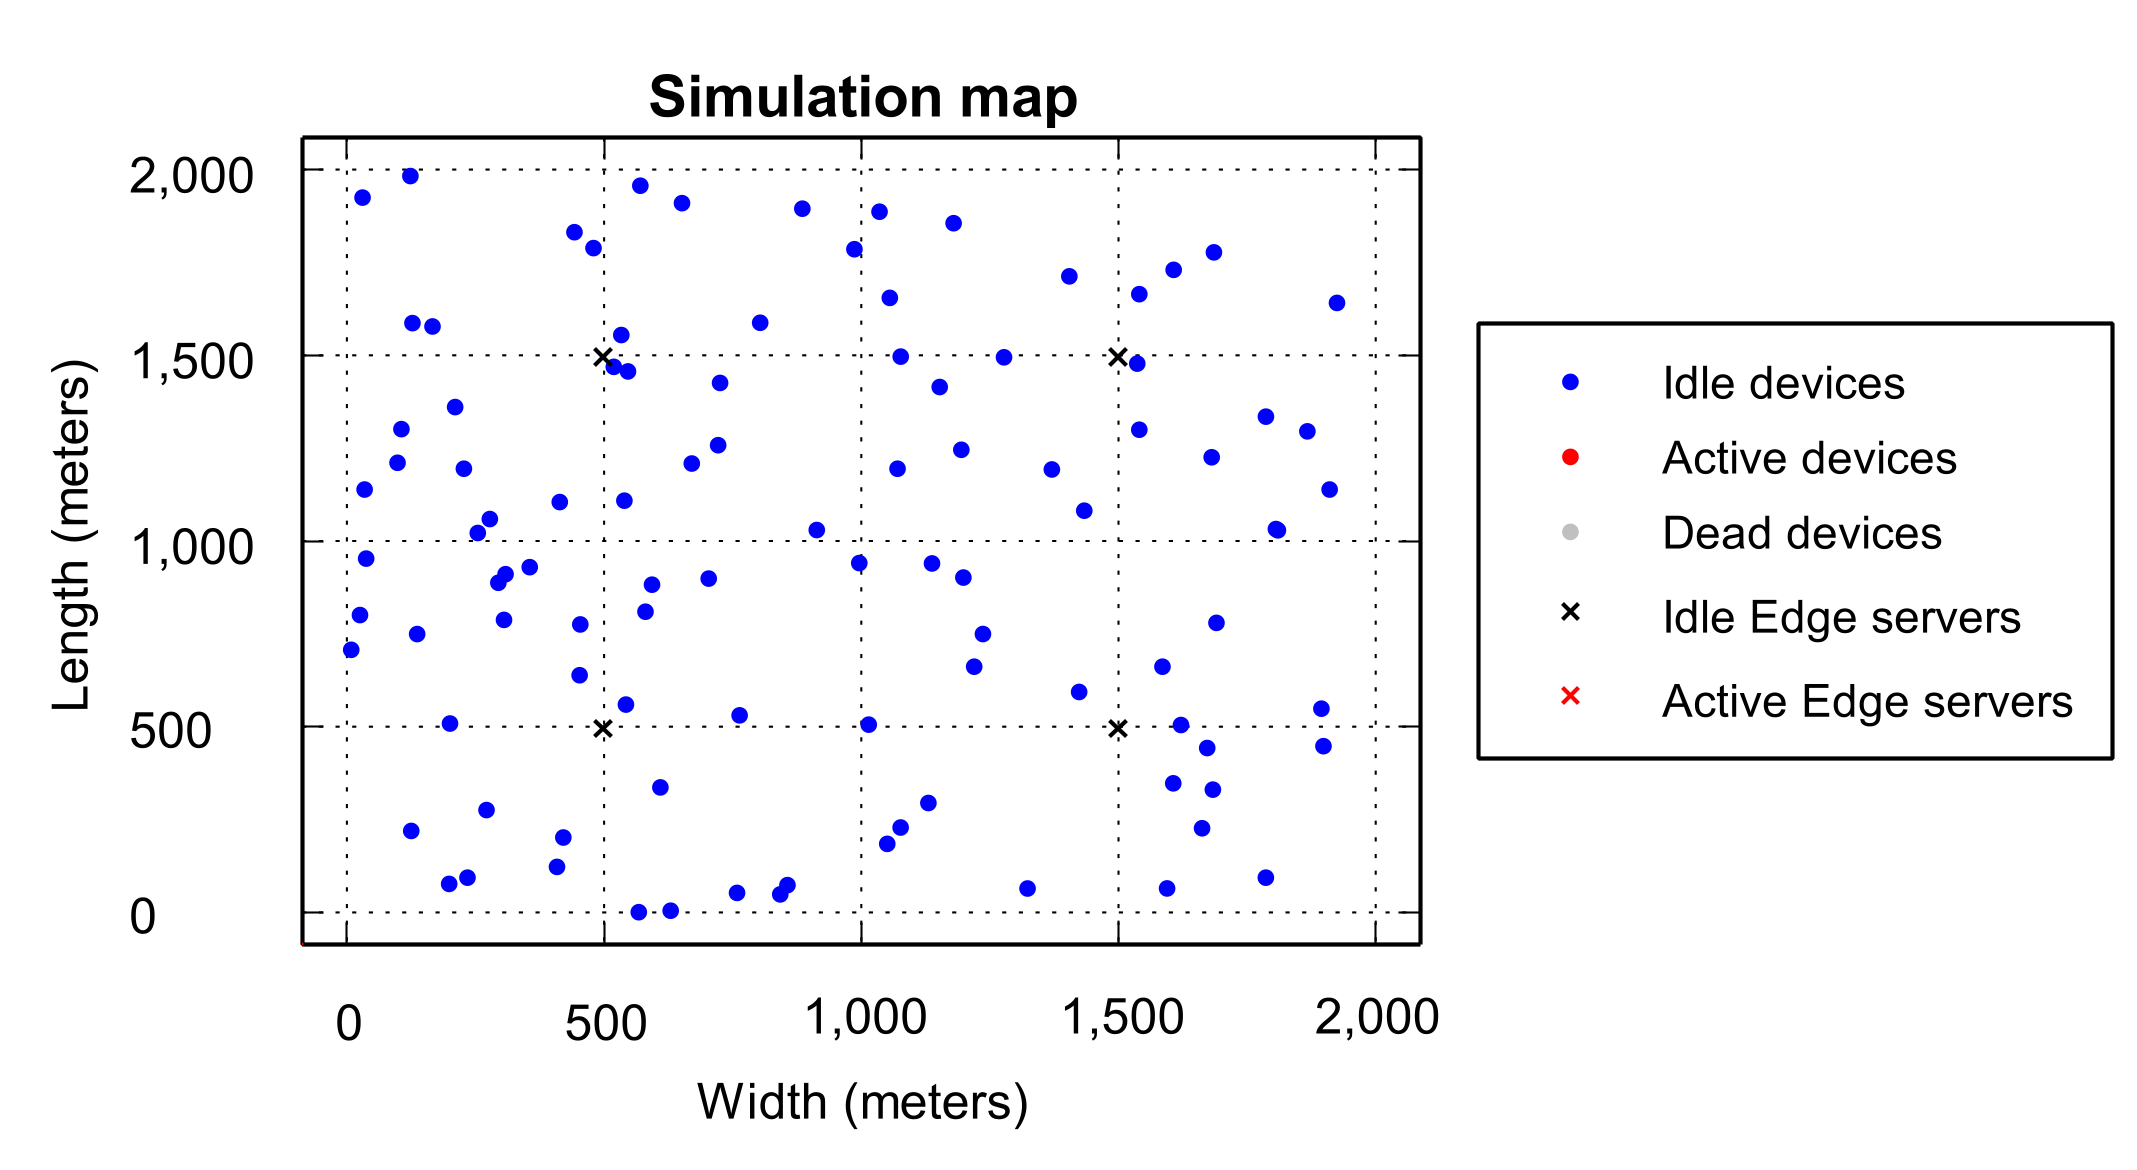 Simulation map
2,000
1,500
1,000
500
0
Length (meters)
0 500 1,000 1,500 2,000
Width (meters)
Idle devices
Active devices
Dead devices
Idle Edge servers
Active Edge servers